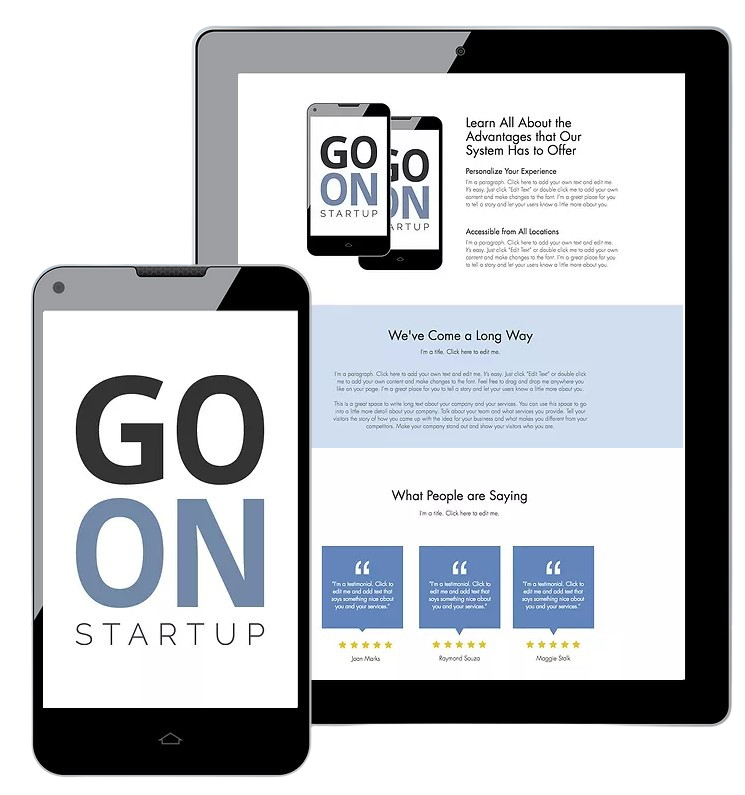 GO
ON
STARTUP
GO
ON
STARTUP
GO
ON
ARTUP
Learn All About the
Advantages that Our
System Has to Offer
Personalize Your Experience
I'm a paragraph. Click here to add your own text and edit me.
It's easy. Just click "Edit Text" or double click me to add your own
content and make changes to the font. I'm a great place for you
to tell a story and let your users know a little more about you.
Accessible from All Locations
I'm a paragraph. Click here to add your own text and edit me.
It's easy. Just click "Edit Text" or double click me to add your own
content and make changes to the font. I'm a great place for you
to tell a story and let your users know a little more about you.
We've Come a Long Way
I'm a title. Click here to edit me.
I'm a paragraph. Click here to add your own text and edit me. It's easy. Just click "Edit Text" or double click
me to add your own content and make changes to the font. Feel free to drag and drop me anywhere you
like on your page. I'm a great place for you to tell a story and let your users know a little more about you.
This is a great space to write long text about your company and your services. You can use this space to go
into a little more detail about your company. Talk about your team and what services you provide. Tell your
visitors the story of how you came up with the idea for your business and what makes you different from your
competitors. Make your company stand out and show your visitors who you are.
What People are Saying
I'm a title. Click here to edit me.
"I'm a testimonial. Click to
edit me and add text that
says something nice about
you and your services."
"I'm a testimonial. Click to
edit me and add text that
says something nice about
you and your services."
"I'm a testimonial. Click to
edit me and add text that
says something nice about
you and your services."
Joan Marks
Raymond Souza
Maggie Stalk